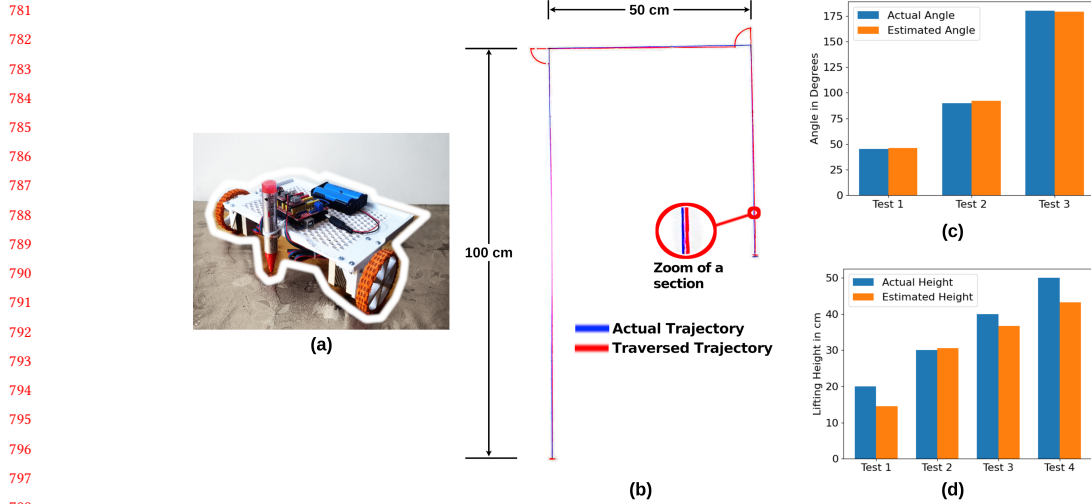 781
782
783
784
785
786
787
788
789
790
791
792
793
794
795
796
797
(a)
50 cm
100 cm
Zoom of a
section
Actual Trajectory
Traversed Trajectory
(b)
Actual Angle
Estimated Angle
Angle in Degrees
175
150
125
100
75
50
25
0
Test 1 Test 2 Test 3
(c)
Actual Height
Estimated Height
Lifting Height in cm
50
40
30
20
10
0
Test 1 Test 2 Test 3 Test 4
(d)